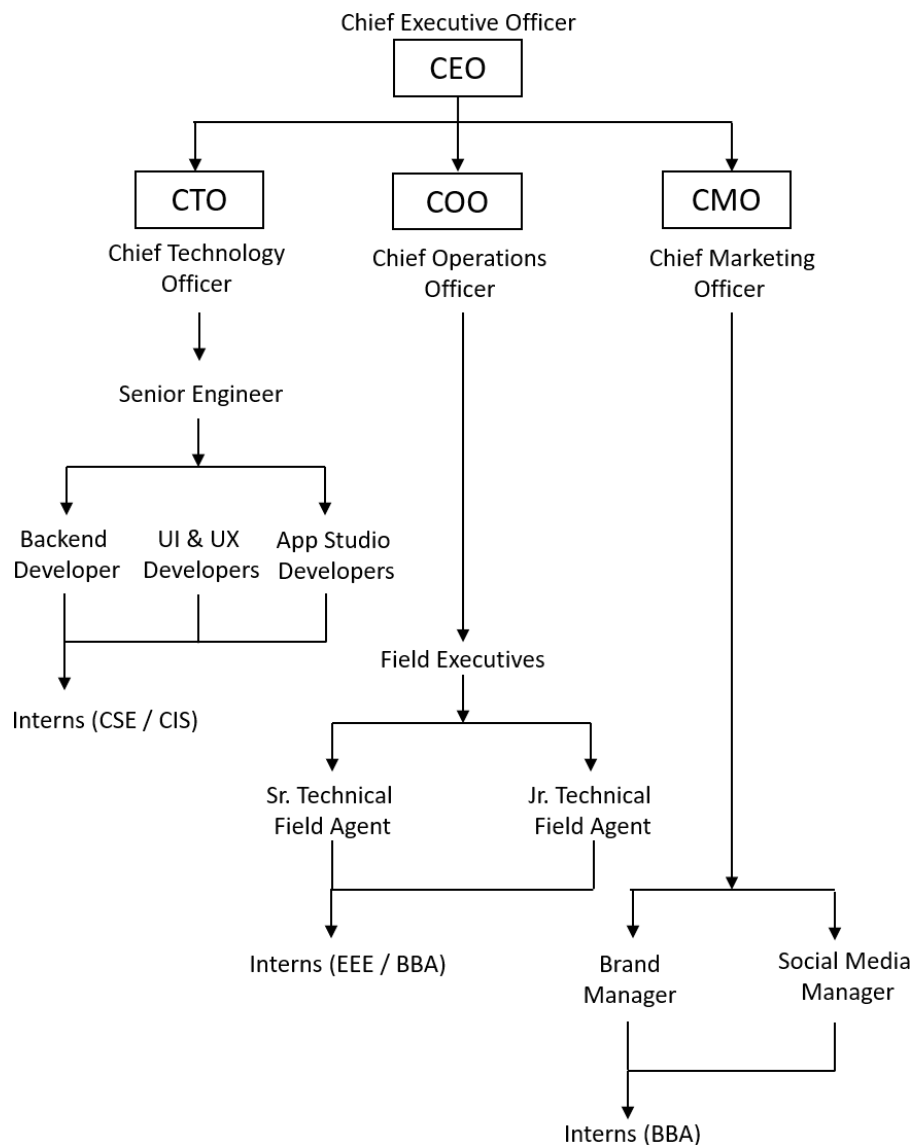 Chief Executive Officer
CEO
CTO
COO
CMO
Chief Technology
Officer
Chief Operations
Officer
Chief Marketing
Officer
Senior Engineer
Backend
Developer
UI & UX
Developers
App Studio
Developers
Field Executives
Interns (CSE / CIS)
Sr. Technical
Field Agent
Jr. Technical
Field Agent
Interns (EEE / BBA)
Brand
Manager
Social Media
Manager
Interns (BBA)